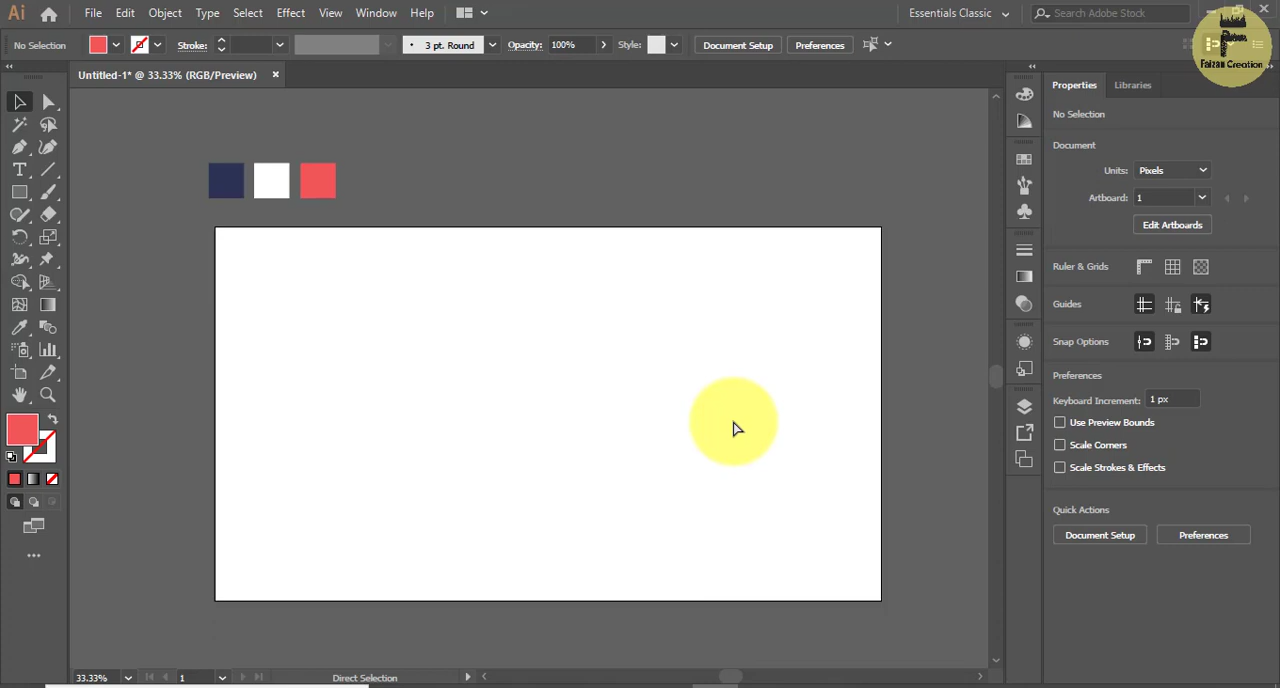 Ai File Edit Object Type Select Effect View Window Help Essentials Classic Search Adobe Stock
No Selection Stroke: 3 pt. Round Opacity: 100% Style: Document Setup Preferences
Faizan Creation
Untitled-1* @ 33.33% (RGB/Preview)
Properties Libraries
No Selection
Document
Units: Pixels
Artboard: 1
Edit Artboards
Ruler & Grids
Guides
Snap Options
Preferences
Keyboard Increment: 1 px
Use Preview Bounds
Scale Corners
Scale Strokes & Effects
Quick Actions
Document Setup Preferences
33.33% 1 Direct Selection